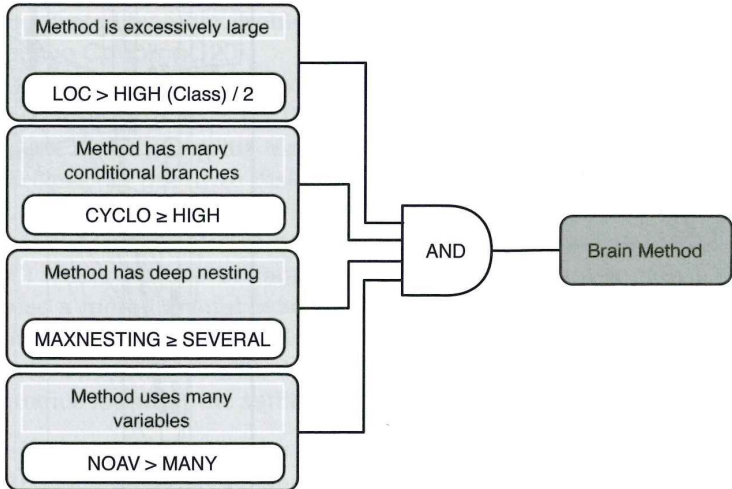 Method is excessively large
LOC > HIGH (Class) / 2
Method has many
conditional branches
CYCLO ≥ HIGH
Method has deep nesting
MAXNESTING ≥ SEVERAL
Method uses many
variables
NOAV > MANY
AND
Brain Method